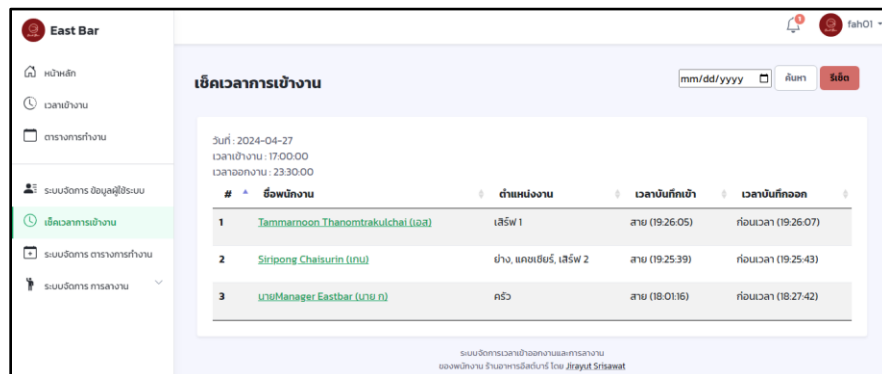 East Bar
1
fah01
หน้าหลัก
เวลาเข้างาน
ตารางการทำงาน
ระบบจัดการ ข้อมูลผู้ใช้ระบบ
เช็คเวลาการเข้างาน
ระบบจัดการ ตารางการทำงาน
ระบบจัดการ การลางาน
เช็คเวลาการเข้างาน
mm/dd/yyyy ค้นหา รีเซ็ต
วันที่ : 2024-04-27
เวลาเข้างาน : 17:00:00
เวลาออกงาน : 23:30:00
# ชื่อพนักงาน ตำแหน่งงาน เวลาบันทึกเข้า เวลาบันทึกออก
1 Tammarnoon Thanomtrakulchai (เอส) เสิร์ฟ 1 สาย (19:26:05) ก่อนเวลา (19:26:07)
2 Siripong Chaisurin (เทน) ย่าง, แคชเชียร์, เสิร์ฟ 2 สาย (19:25:39) ก่อนเวลา (19:25:43)
3 นายManager Eastbar (นาย ก) ครัว สาย (18:01:16) ก่อนเวลา (18:27:42)
ระบบจัดการเวลาเข้าออกงานและการลางาน
ของพนักงาน ร้านอาหารอีสต์บาร์ โดย Jirayut Srisawat